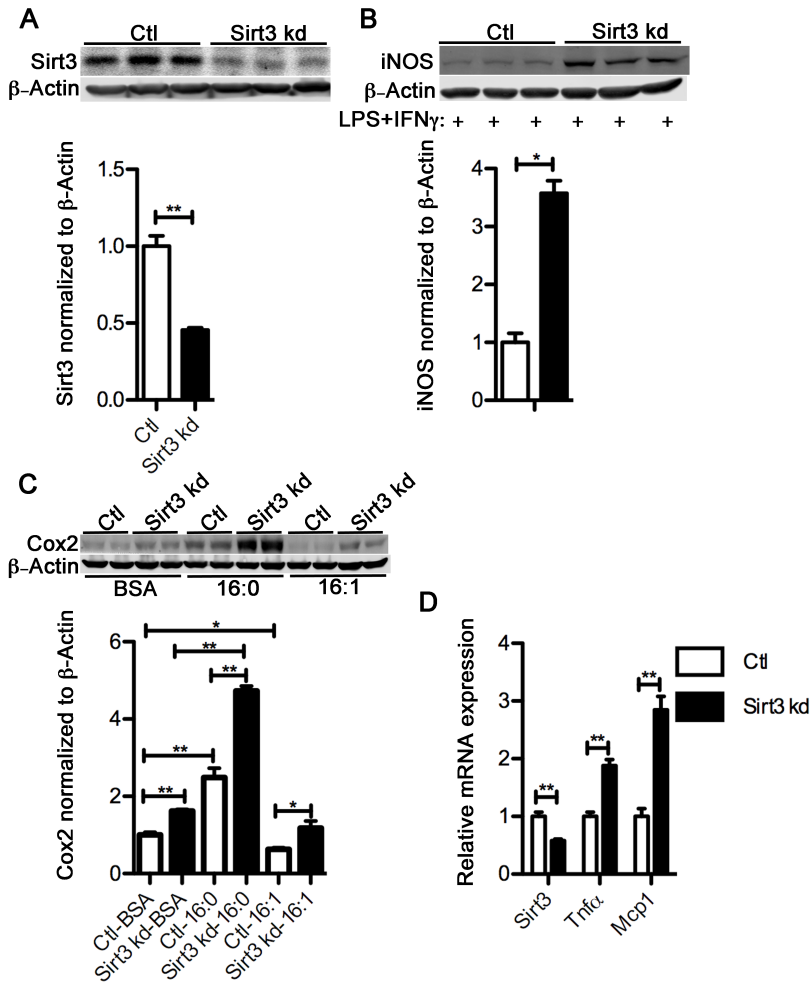 A
Ctl Sirt3 kd
Sirt3
β-Actin
Sirt3 normalized to β-Actin
1.5
1.0
0.5
0.0
**
Ctl
Sirt3 kd
B
Ctl Sirt3 kd
iNOS
β-Actin
LPS+IFNγ: + + + + + +
iNOS normalized to β-Actin
4
3
2
1
0
*
C
Ctl Sirt3 kd Ctl Sirt3 kd Ctl Sirt3 kd
Cox2
β-Actin
BSA 16:0 16:1
Cox2 normalized to β-Actin
6
4
2
0
*
**
**
**
**
*
Ctl-BSA
Sirt3 kd-BSA
Ctl-16:0
Sirt3 kd-16:0
Ctl-16:1
Sirt3 kd-16:1
D
Relative mRNA expression
4
3
2
1
0
**
**
**
Sirt3
Tnfα
Mcp1
Ctl
Sirt3 kd